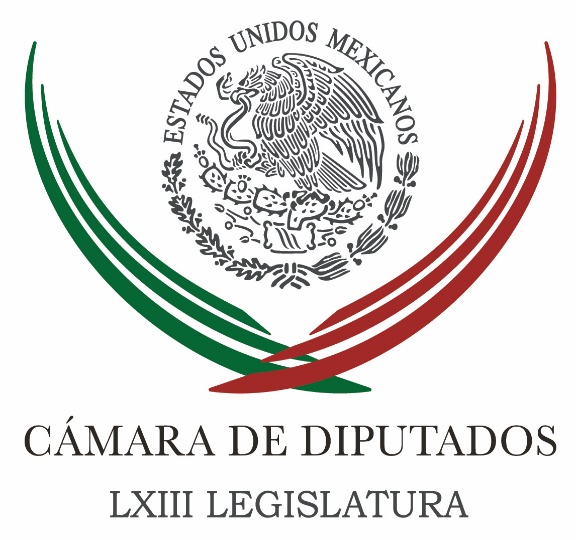 ESTADOS UNIDOS MEXICANOS
CÁMARA DE DIPUTADOS
LXIII LEGISLATURA